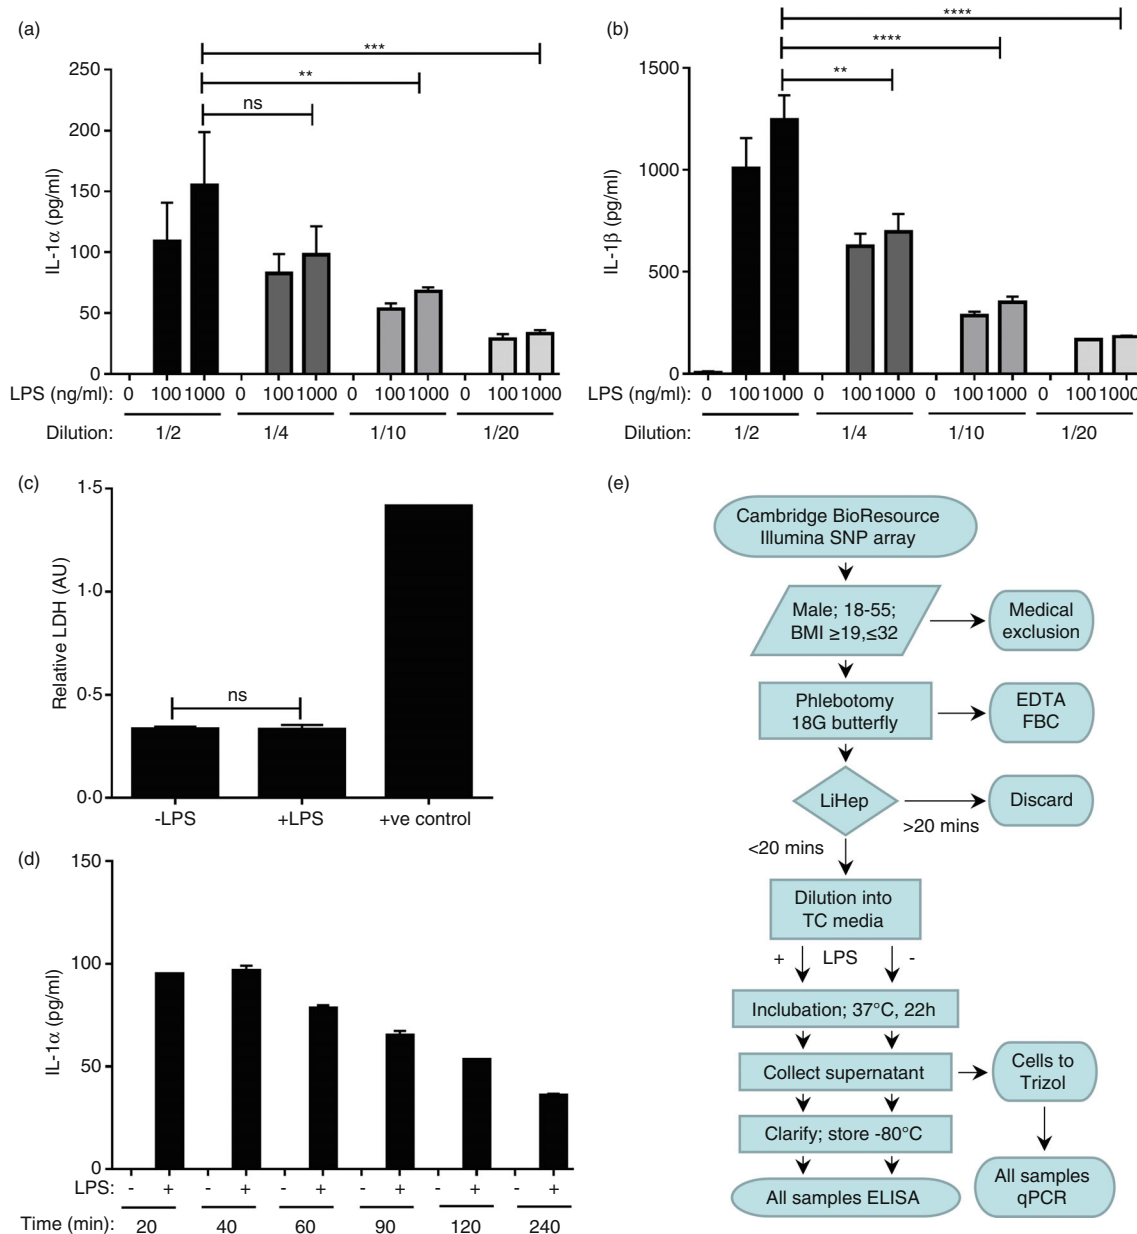 (a)
***
**
ns
250
200
150
100
50
0
IL-1α (pg/ml)
LPS (ng/ml): 0 100 1000 0 100 1000 0 100 1000 0 100 1000
Dilution: 1/2 1/4 1/10 1/20
(b)
****
****
**
1500
1000
500
0
IL-1β (pg/ml)
LPS (ng/ml): 0 100 1000 0 100 1000 0 100 1000 0 100 1000
Dilution: 1/2 1/4 1/10 1/20
(c)
1·5
1·0
0·5
0·0
Relative LDH (AU)
ns
-LPS +LPS +ve control
(d)
150
100
50
0
IL-1α (pg/ml)
LPS: - + - + - + - + - + - +
Time (min): 20 40 60 90 120 240
(e)
Cambridge BioResource
Illumina SNP array
Male; 18-55;
BMI ≥19,≤32
Medical
exclusion
Phlebotomy
18G butterfly
EDTA
FBC
LiHep
>20 mins
Discard
<20 mins
Dilution into
TC media
+ LPS -
Inclubation; 37°C, 22h
Collect supernatant
Cells to
Trizol
Clarify; store -80°C
All samples ELISA
All samples
qPCR